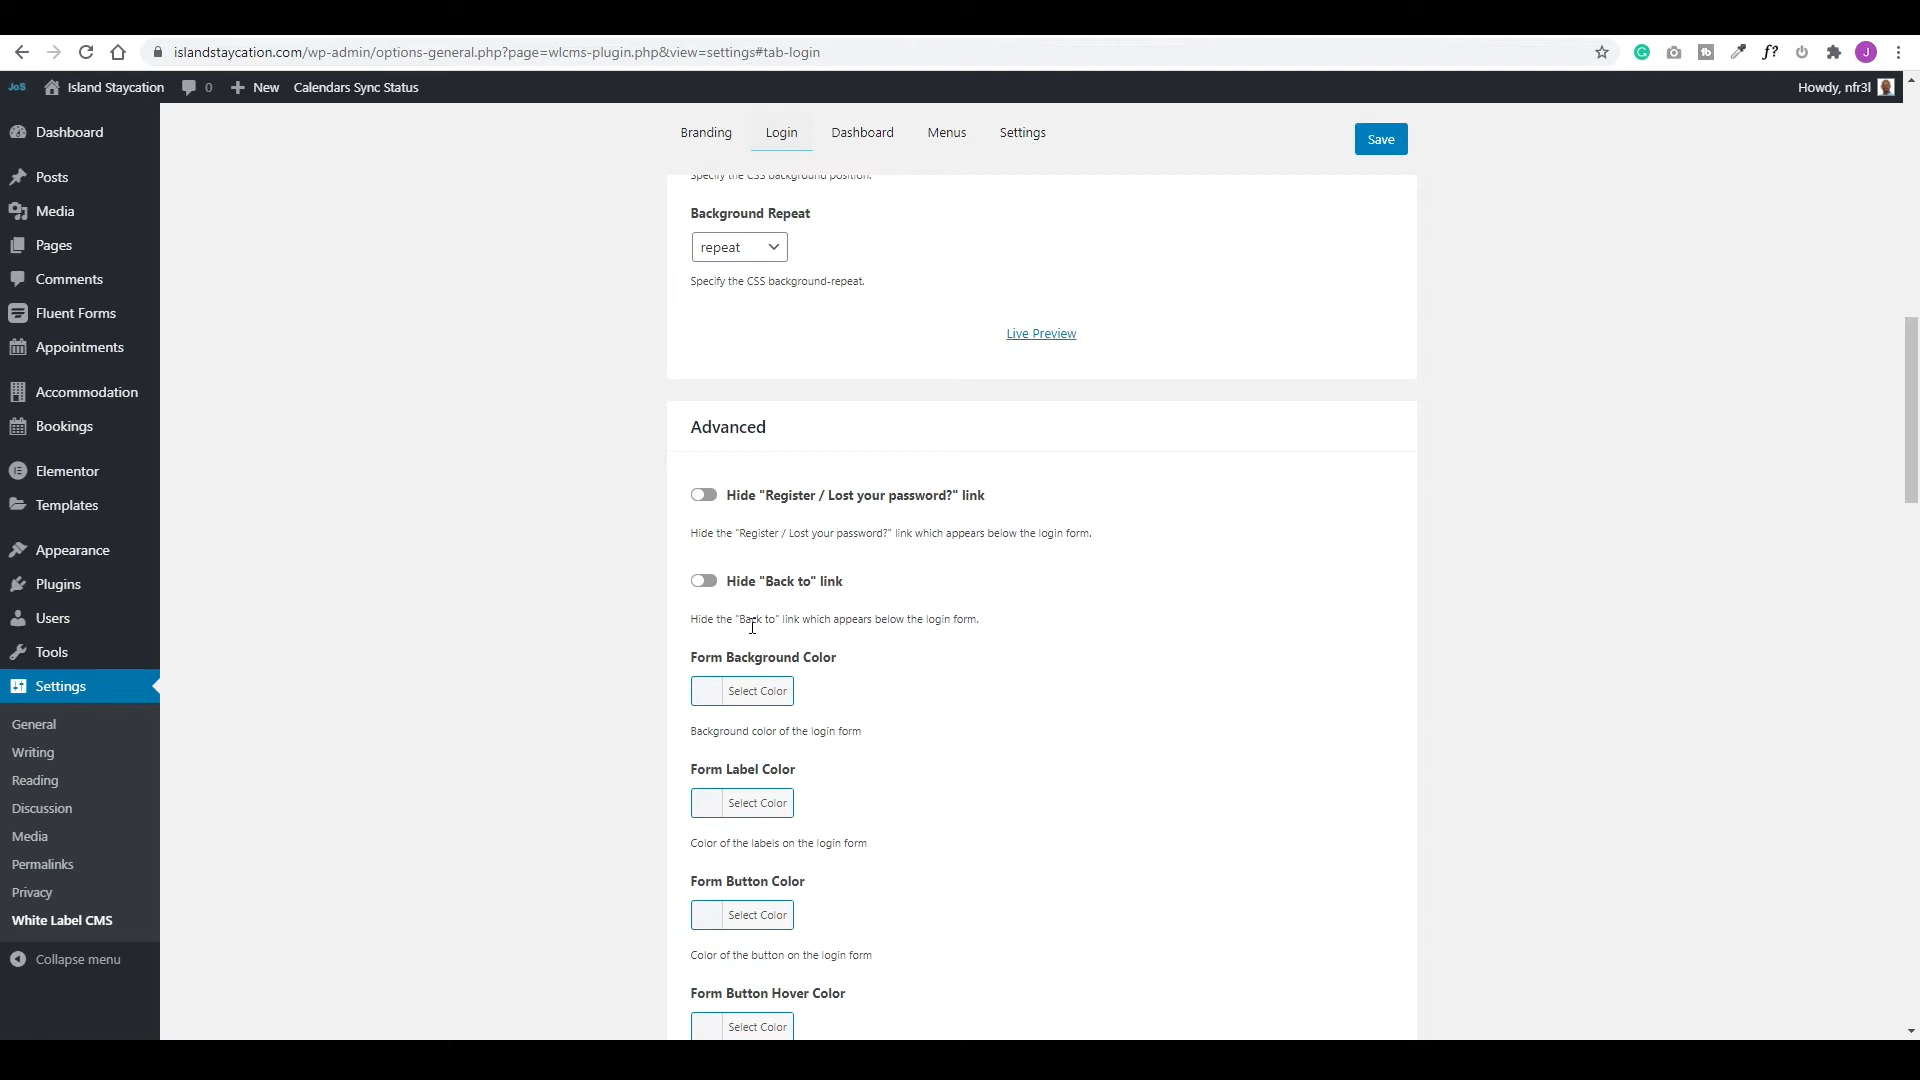 islandstaycation.com/wp-admin/options-general.php?page=wlcms-plugin.php&view=settings#tab-login
f?
J
JoS
Island Staycation
0
New
Calendars Sync Status
Howdy, nfr3l
Dashboard
Posts
Media
Pages
Comments
Fluent Forms
Appointments
Accommodation
Bookings
Elementor
Templates
Appearance
Plugins
Users
Tools
Settings
General
Writing
Reading
Discussion
Media
Permalinks
Privacy
White Label CMS
Collapse menu
Branding
Login
Dashboard
Menus
Settings
Save
Specify the CSS background position.
Background Repeat
repeat
Specify the CSS background-repeat.
Live Preview
Advanced
Hide "Register / Lost your password?" link
Hide the "Register / Lost your password?" link which appears below the login form.
Hide "Back to" link
Hide the "Back to" link which appears below the login form.
Form Background Color
Select Color
Background color of the login form
Form Label Color
Select Color
Color of the labels on the login form
Form Button Color
Select Color
Color of the button on the login form
Form Button Hover Color
Select Color